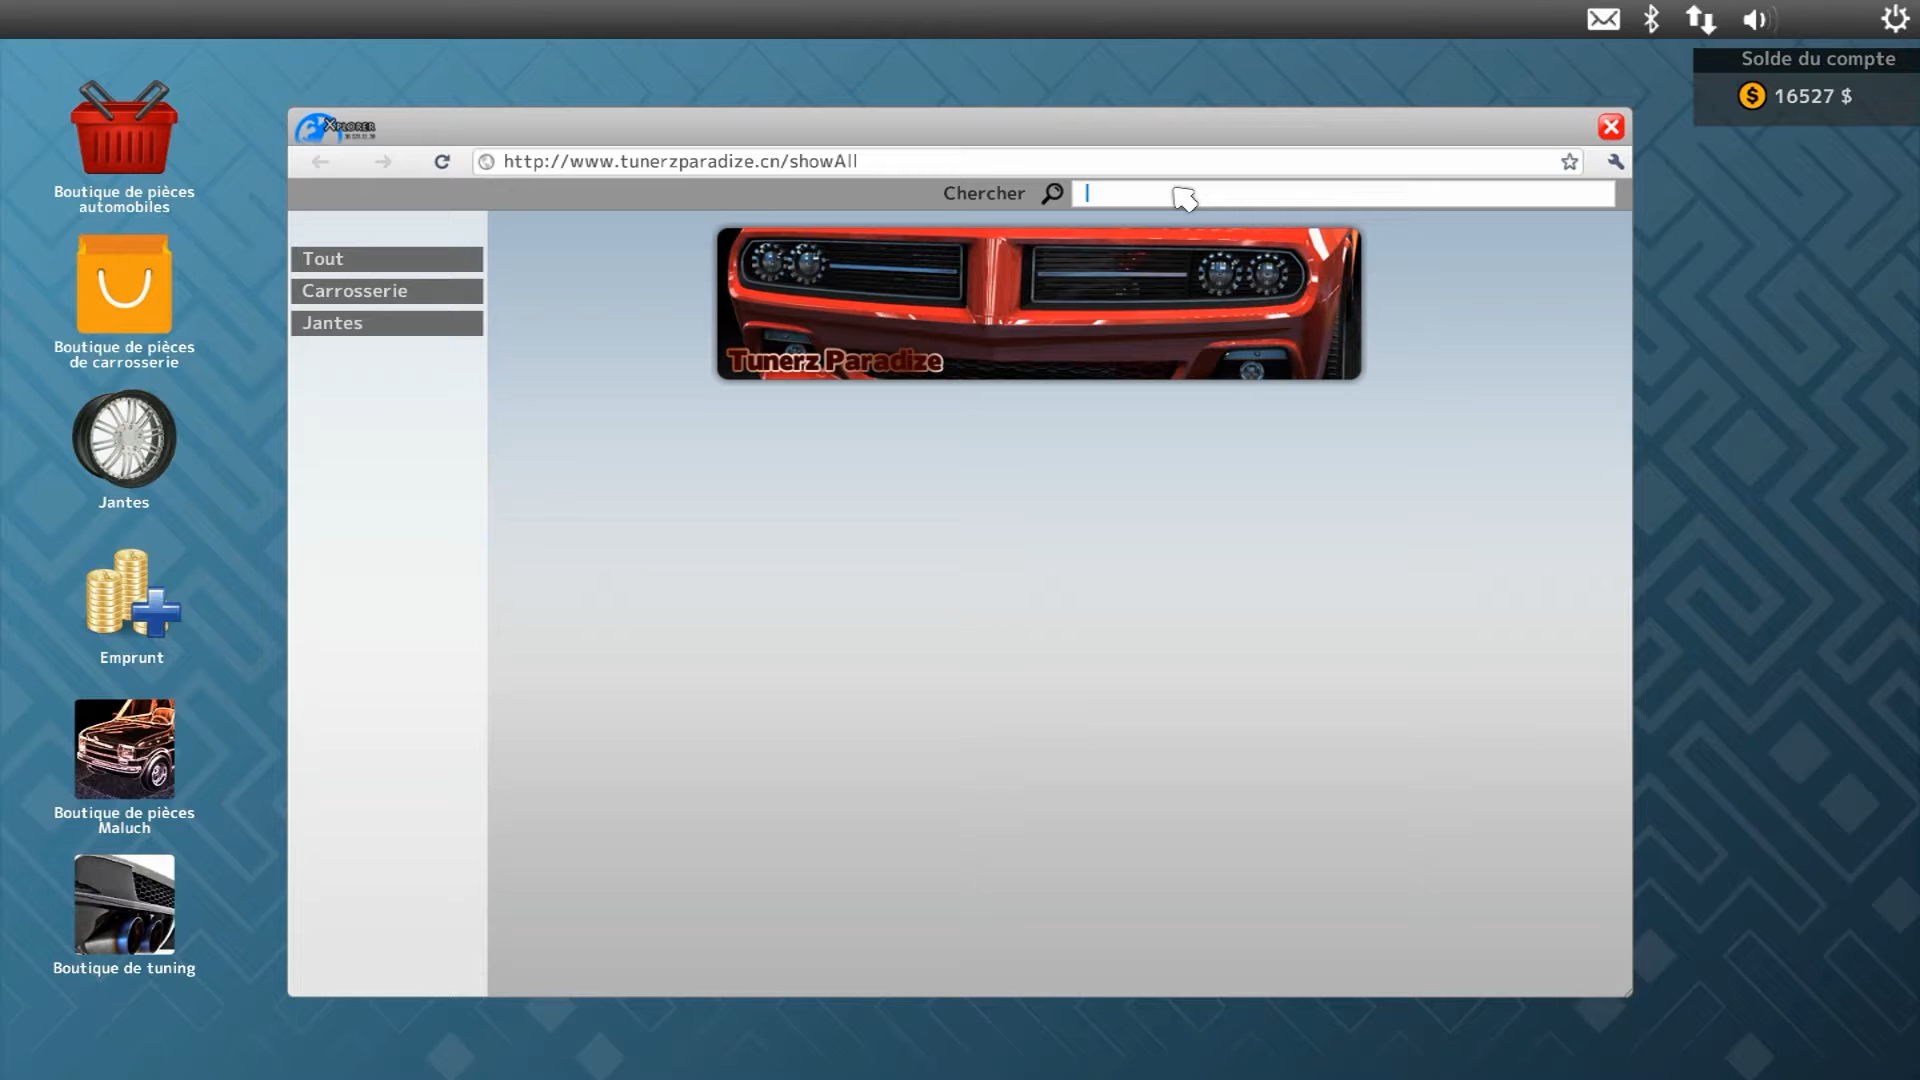 Solde du compte
16527 $
Boutique de pièces
automobiles
Boutique de pièces
de carrosserie
Jantes
Emprunt
Boutique de pièces
Maluch
Boutique de tuning
XPLORER
http://www.tunerzparadize.cn/showAll
Chercher
Tout
Carrosserie
Jantes
Tunerz Paradize